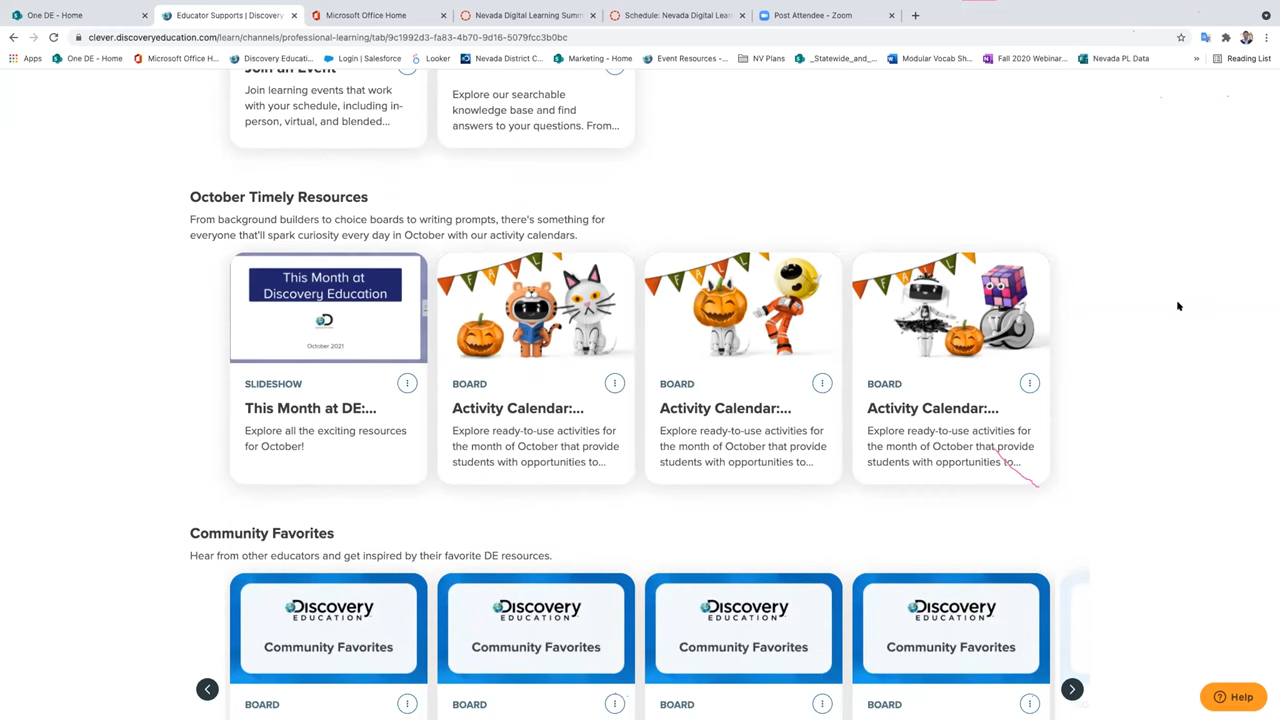 One DE - Home
Educator Supports | Discovery
Microsoft Office Home
Nevada Digital Learning Summ
Schedule: Nevada Digital Learn
Post Attendee - Zoom
clever.discoveryeducation.com/learn/channels/professional-learning/tab/9c1992d3-fa83-4b70-9d16-5079fcc3b0bc
Apps
One DE - Home
Microsoft Office H...
Discovery Educati...
Login | Salesforce
Looker
Nevada District C...
Marketing - Home
Event Resources -...
NV Plans
_Statewide_and_...
Modular Vocab Sh...
Fall 2020 Webinar...
Nevada PL Data
»
Reading List
Join an Event
Join learning events that work
with your schedule, including in-
person, virtual, and blended...
Explore our searchable
knowledge base and find
answers to your questions. From...
October Timely Resources
From background builders to choice boards to writing prompts, there's something for
everyone that'll spark curiosity every day in October with our activity calendars.
This Month at
Discovery Education
October 2021
SLIDESHOW
This Month at DE:...
Explore all the exciting resources
for October!
FALL
BOARD
Activity Calendar:...
Explore ready-to-use activities for
the month of October that provide
students with opportunities to...
FALL
BOARD
Activity Calendar:...
Explore ready-to-use activities for
the month of October that provide
students with opportunities to...
FALL
BOARD
Activity Calendar:...
Explore ready-to-use activities for
the month of October that provide
students with opportunities to...
Community Favorites
Hear from other educators and get inspired by their favorite DE resources.
Discovery
EDUCATION
Community Favorites
BOARD
Discovery
EDUCATION
Community Favorites
BOARD
Discovery
EDUCATION
Community Favorites
BOARD
Discovery
EDUCATION
Community Favorites
BOARD
Help